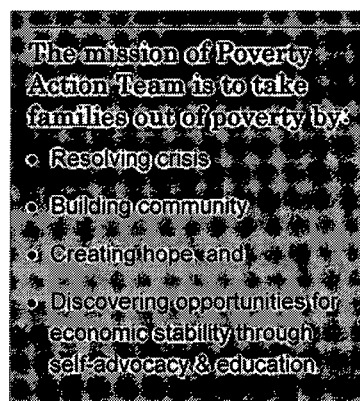 The mission of Poverty
Action Team is to take
families out of poverty by:
• Resolving crisis
• Building community
• Creating hope, and
• Discovering opportunities for
economic stability through
self-advocacy & education.